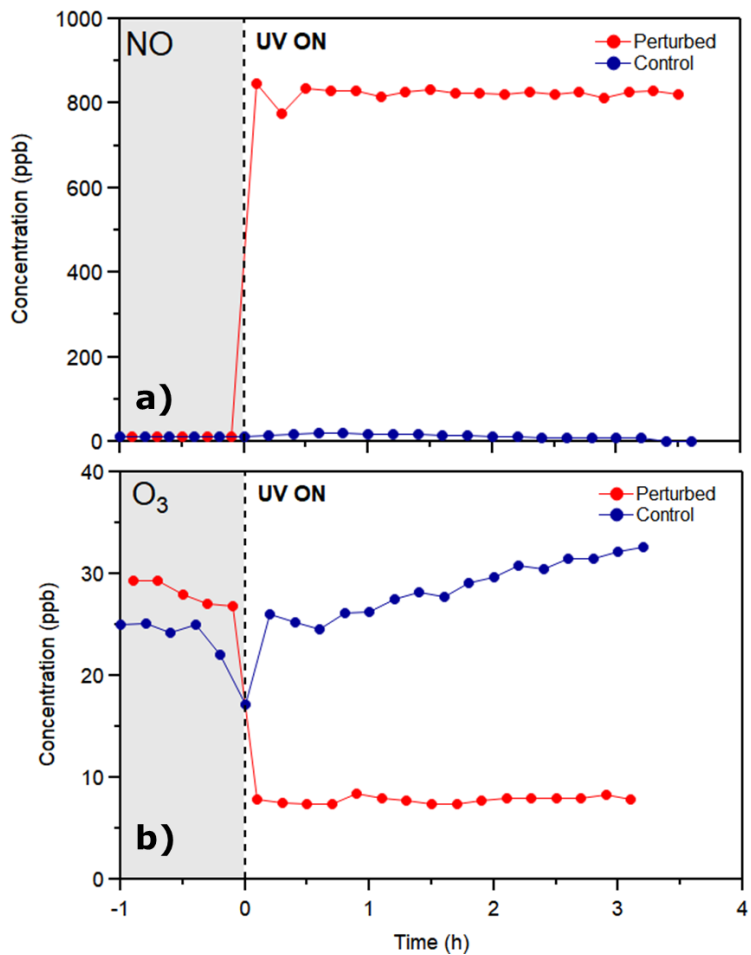 1000
NO
UV ON
Perturbed
Control
800
600
400
200
0
Concentration (ppb)
a)
40
O3
UV ON
Perturbed
Control
30
20
10
0
Concentration (ppb)
b)
-1 0 1 2 3 4
Time (h)